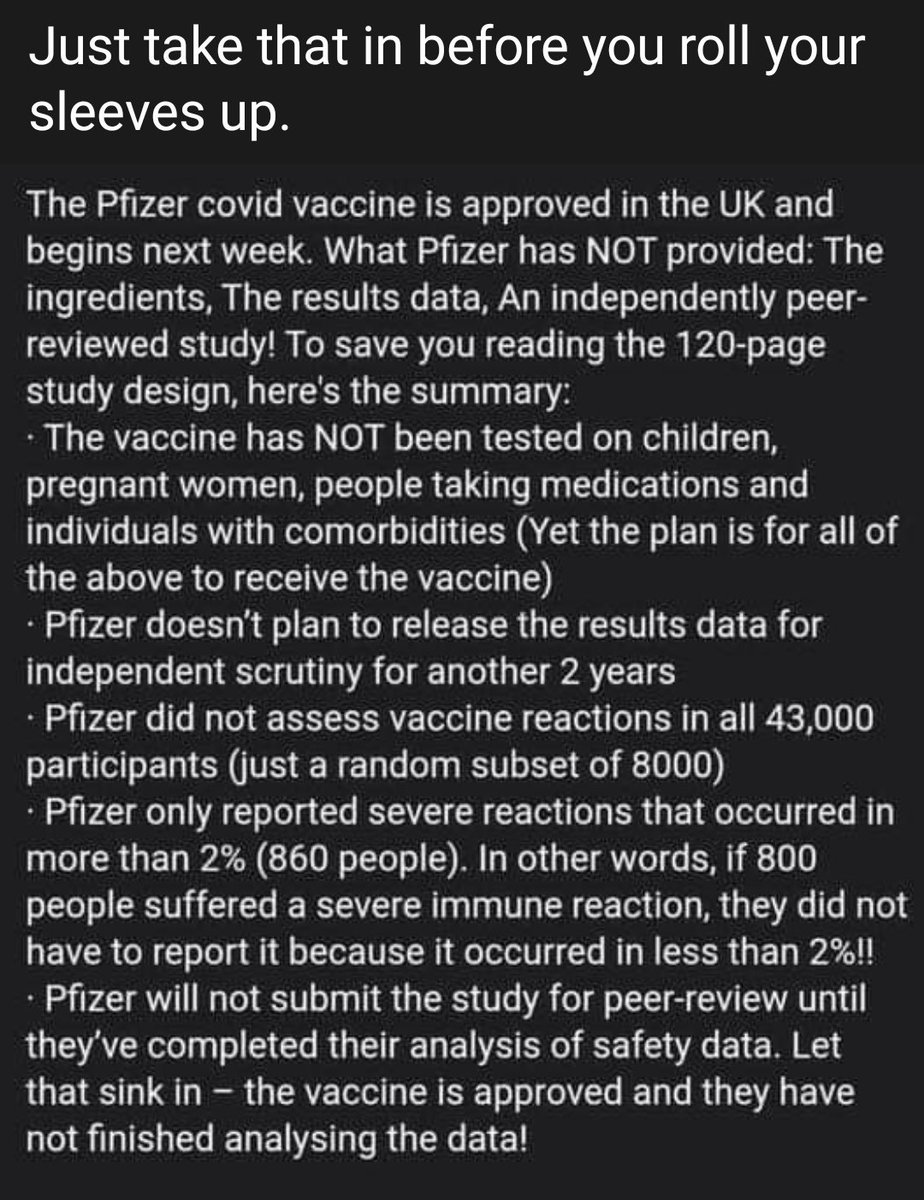 Just take that in before you roll your
sleeves up.
The Pfizer covid vaccine is approved in the UK and
begins next week. What Pfizer has NOT provided: The
ingredients, The results data, An independently peer-
reviewed study! To save you reading the 120-page
study design, here's the summary:
· The vaccine has NOT been tested on children,
pregnant women, people taking medications and
individuals with comorbidities (Yet the plan is for all of
the above to receive the vaccine)
· Pfizer doesn't plan to release the results data for
independent scrutiny for another 2 years
· Pfizer did not assess vaccine reactions in all 43,000
participants (just a random subset of 8000)
· Pfizer only reported severe reactions that occurred in
more than 2% (860 people). In other words, if 800
people suffered a severe immune reaction, they did not
have to report it because it occurred in less than 2%!!
· Pfizer will not submit the study for peer-review until
they've completed their analysis of safety data. Let
that sink in – the vaccine is approved and they have
not finished analysing the data!